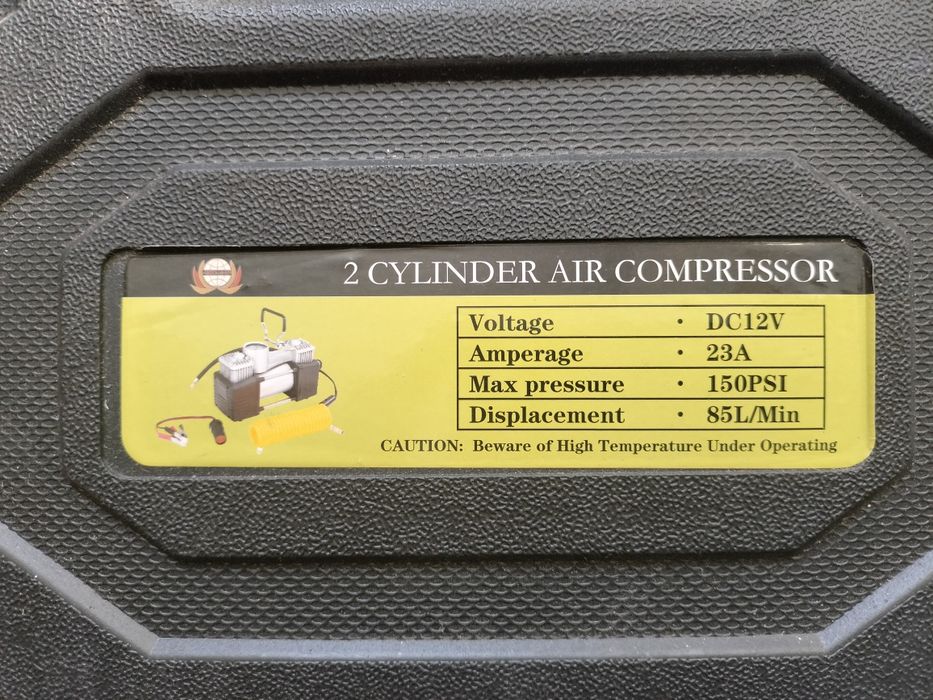 2 CYLINDER AIR COMPRESSOR
Voltage · DC12V
Amperage · 23A
Max pressure · 150PSI
Displacement · 85L/Min
CAUTION: Beware of High Temperature Under Operating